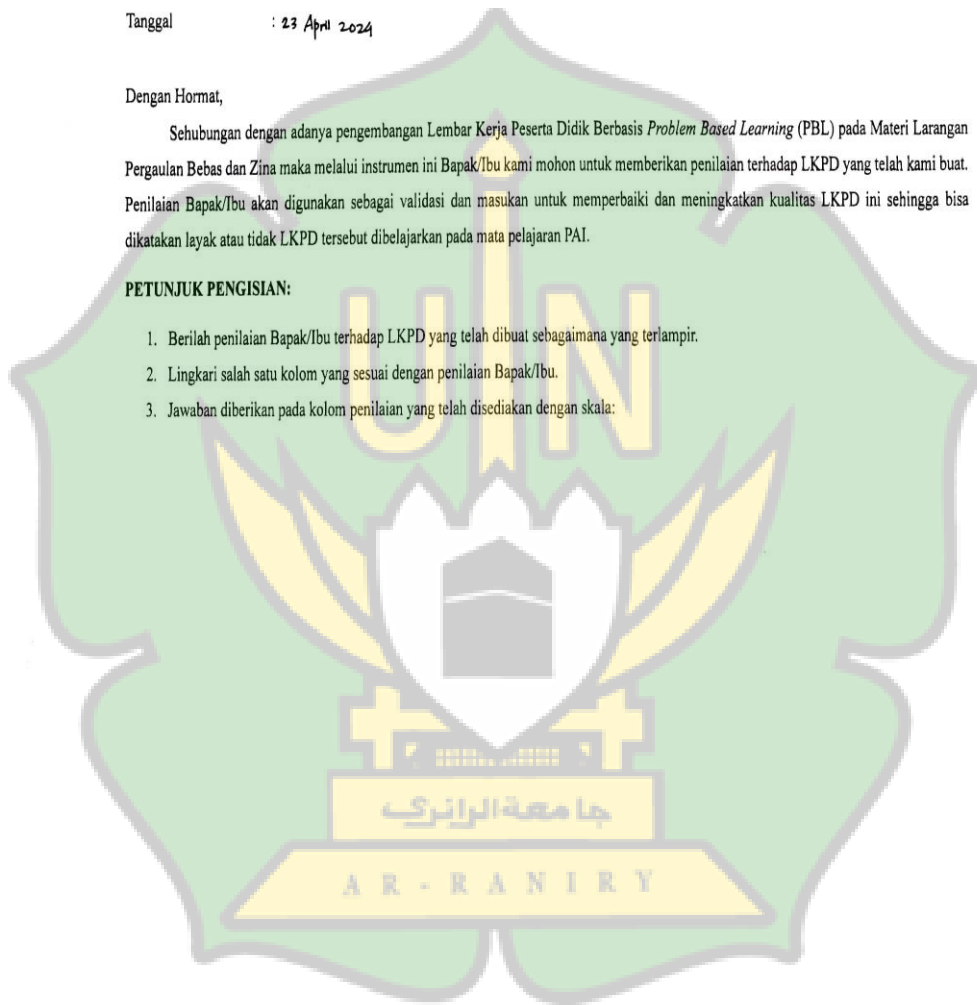 Tanggal : 23 April 2024
Dengan Hormat,
Sehubungan dengan adanya pengembangan Lembar Kerja Peserta Didik Berbasis Problem Based Learning (PBL) pada Materi Larangan
Pergaulan Bebas dan Zina maka melalui instrumen ini Bapak/Ibu kami mohon untuk memberikan penilaian terhadap LKPD yang telah kami buat.
Penilaian Bapak/Ibu akan digunakan sebagai validasi dan masukan untuk memperbaiki dan meningkatkan kualitas LKPD ini sehingga bisa
dikatakan layak atau tidak LKPD tersebut dibelajarkan pada mata pelajaran PAI.
PETUNJUK PENGISIAN:
1. Berilah penilaian Bapak/Ibu terhadap LKPD yang telah dibuat sebagaimana yang terlampir.
2. Lingkari salah satu kolom yang sesuai dengan penilaian Bapak/Ibu.
3. Jawaban diberikan pada kolom penilaian yang telah disediakan dengan skala:
UIN
جامعة الرانري
AR-RANIRY